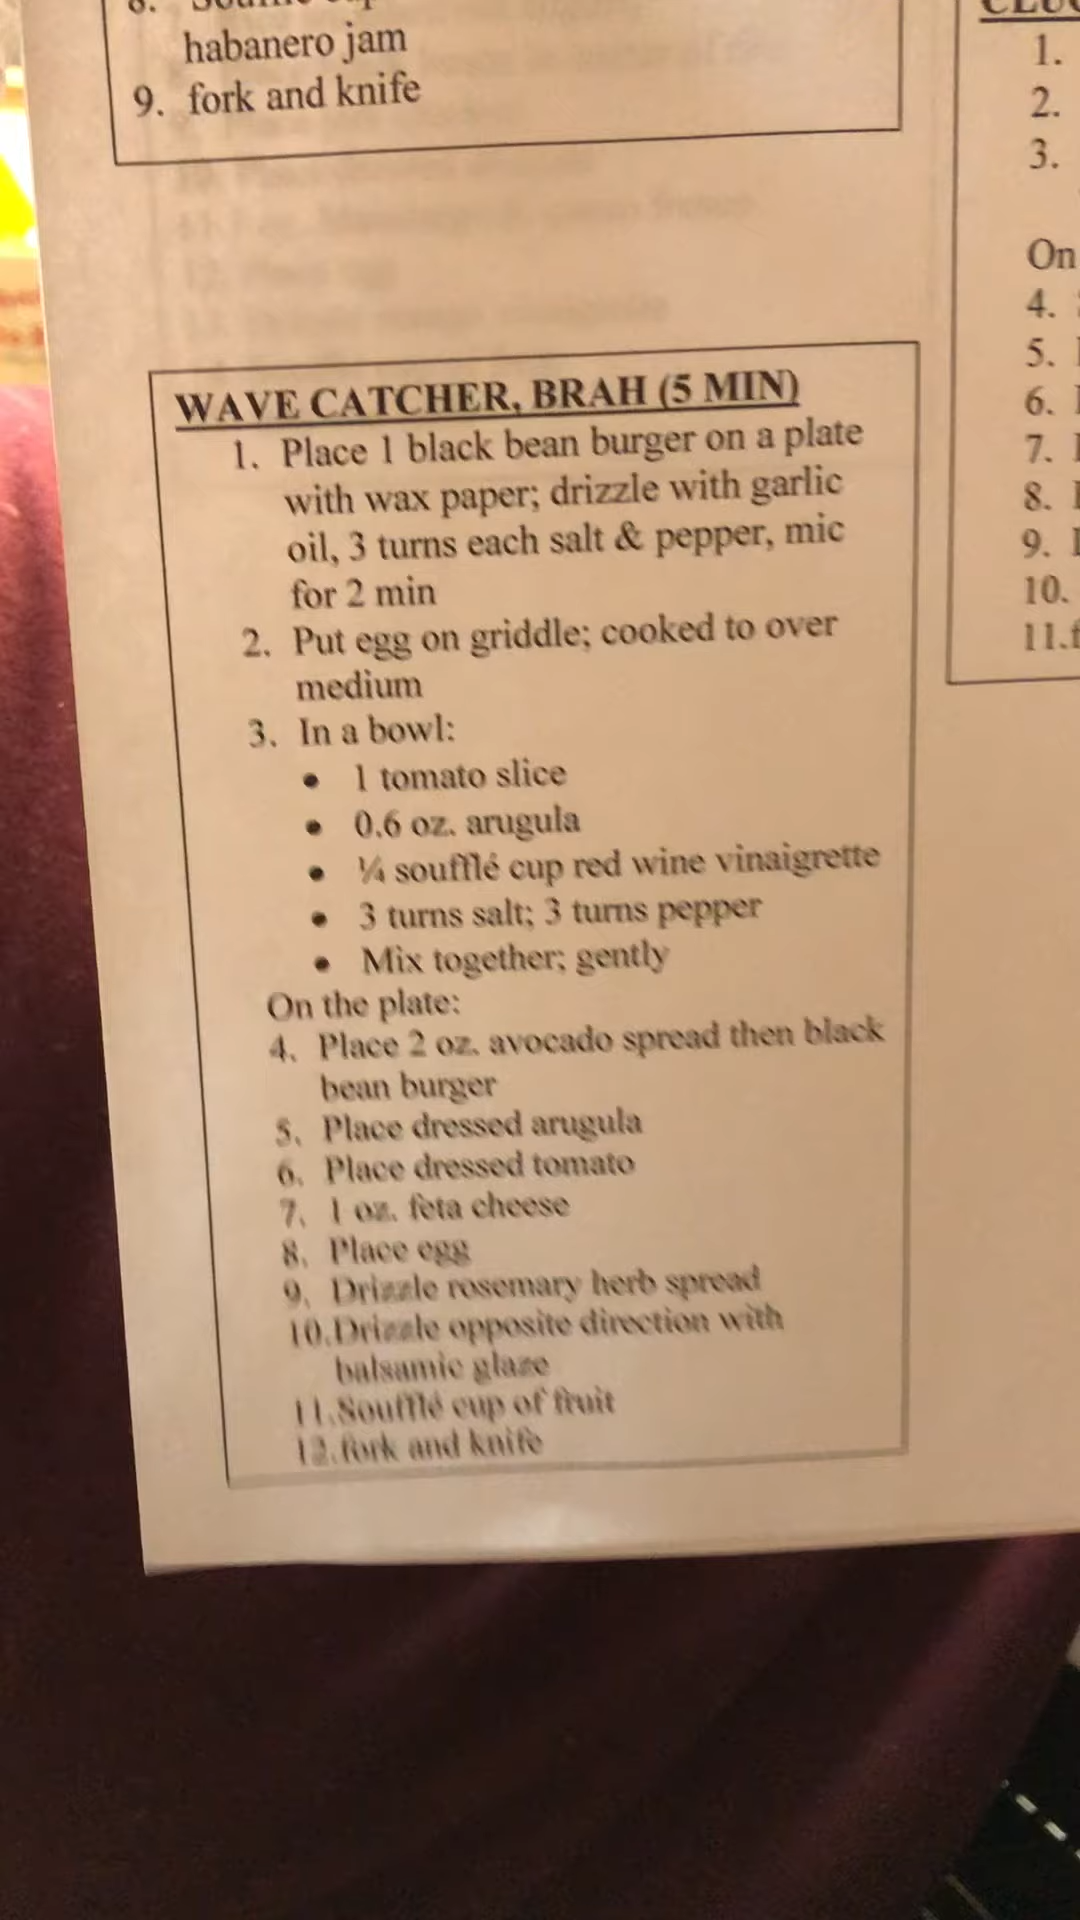 8. Soufflé
habanero jam
9. fork and knife
WAVE CATCHER, BRAH (5 MIN)
1. Place 1 black bean burger on a plate
with wax paper; drizzle with garlic
oil, 3 turns each salt & pepper, mic
for 2 min
2. Put egg on griddle; cooked to over
medium
3. In a bowl:
• 1 tomato slice
• 0.6 oz. arugula
• ¼ soufflé cup red wine vinaigrette
• 3 turns salt; 3 turns pepper
• Mix together; gently
On the plate:
4. Place 2 oz. avocado spread then black
bean burger
5. Place dressed arugula
6. Place dressed tomato
7. 1 oz. feta cheese
8. Place egg
9. Drizzle rosemary herb spread
10.Drizzle opposite direction with
balsamic glaze
11.Soufflé cup of fruit
12.fork and knife
1.
2.
3.
On
4.
5.
6.
7.
8.
9.
10.
11.f